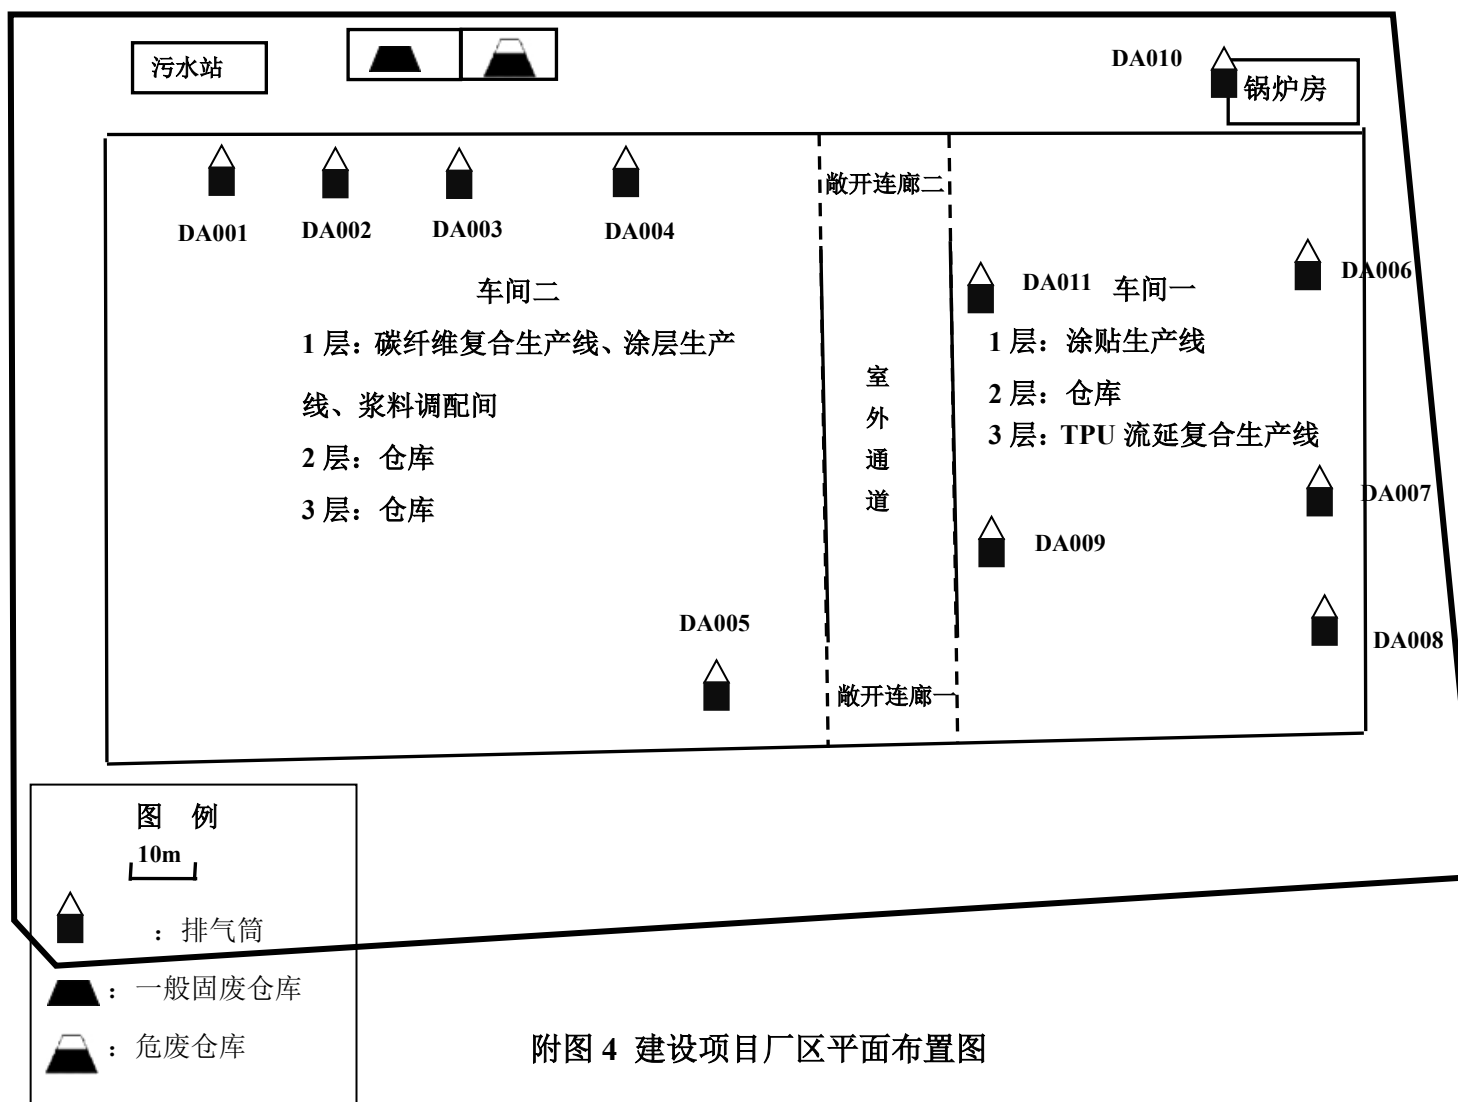 污水站
DA010
锅炉房
敞开连廊二
DA001
DA002
DA003
DA004
车间二
1 层：碳纤维复合生产线、涂层生产
线、浆料调配间
2 层：仓库
3 层：仓库
DA005
室
外
通
道
敞开连廊一
DA011
车间一
DA006
1 层：涂贴生产线
2 层：仓库
3 层：TPU 流延复合生产线
DA007
DA009
DA008
图 例
10m
：排气筒
：一般固废仓库
：危废仓库
附图 4 建设项目厂区平面布置图